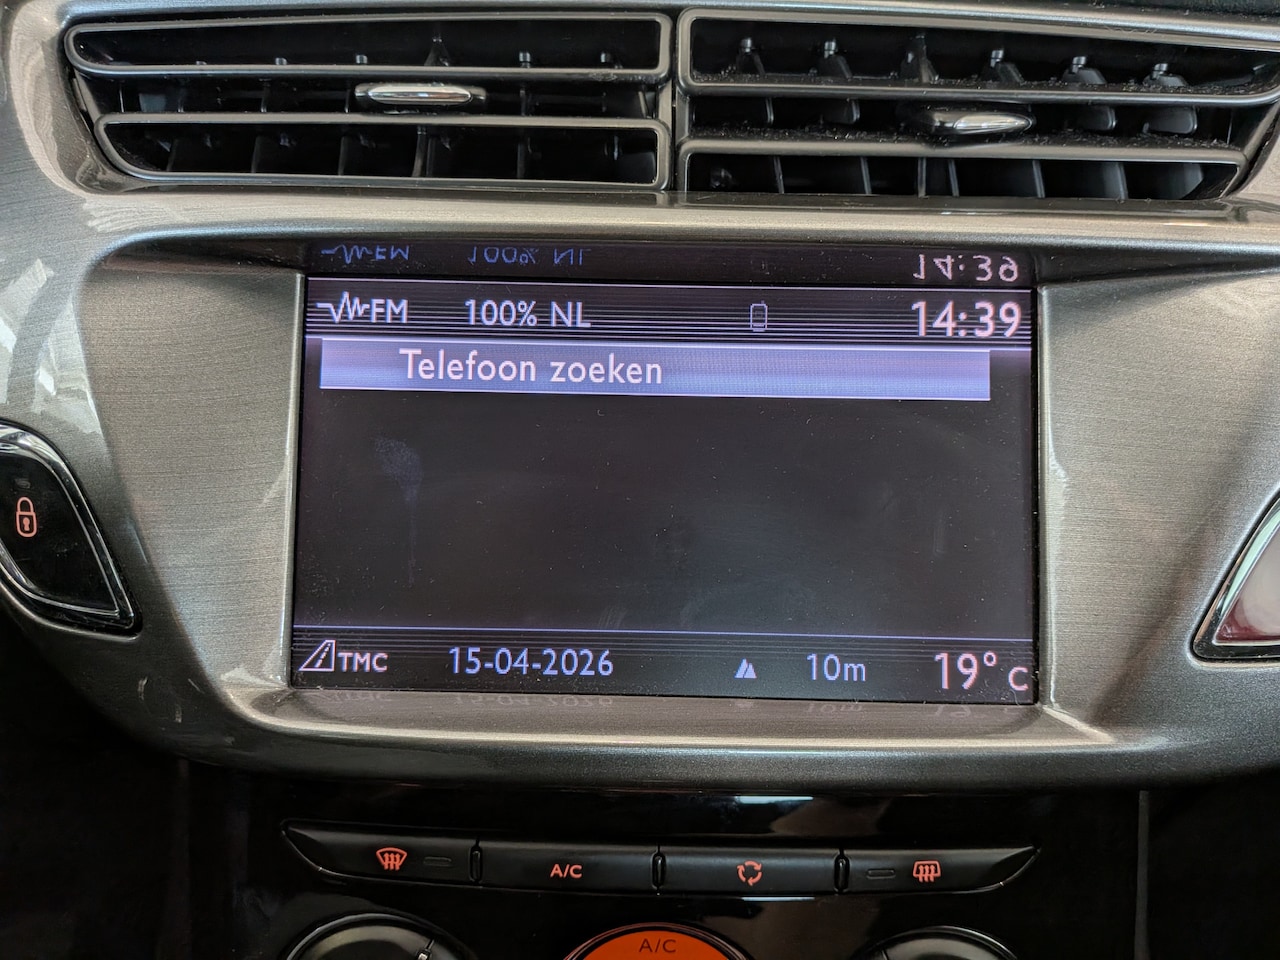 FM 100% NL 14:39
Telefoon zoeken
TMC 15-04-2026 10m 19° C
A/C
A/C